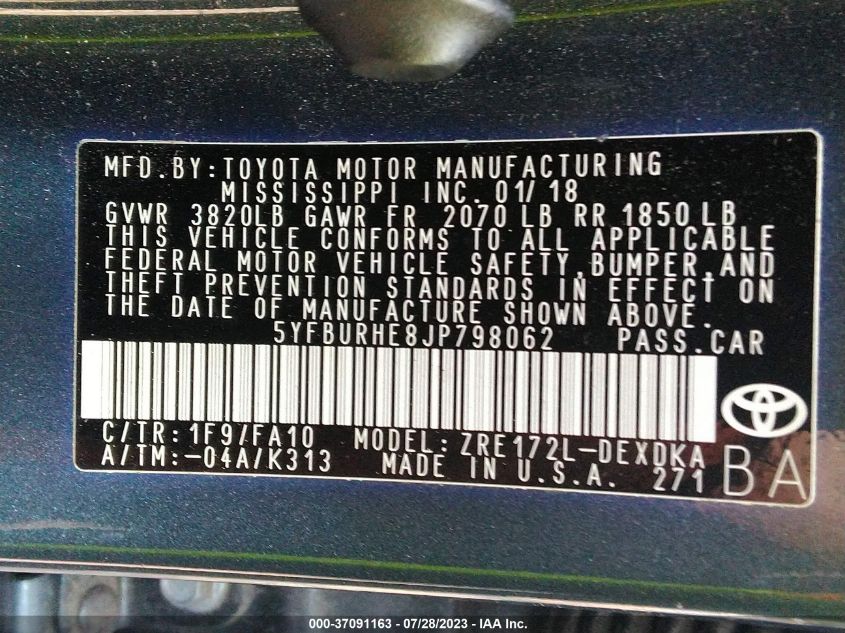 MFD.BY:TOYOTA MOTOR MANUFACTURING
MISSISSIPPI INC. 01/18
GVWR 3820LB GAWR FR 2070LB RR 1850LB
THIS VEHICLE CONFORMS TO ALL APPLICABLE
FEDERAL MOTOR VEHICLE SAFETY,BUMPER,AND
THEFT PREVENTION STANDARDS IN EFFECT ON
THE DATE OF MANUFACTURE SHOWN ABOVE.
5YFBURHE8JP798062 PASS.CAR
C/TR:1F9/FA10 MODEL:ZRE172L-DEXDKA
A/TM:-04A/K313 MADE IN U.S.A. 271
BA
000-37091163 - 07/28/2023 - IAA Inc.